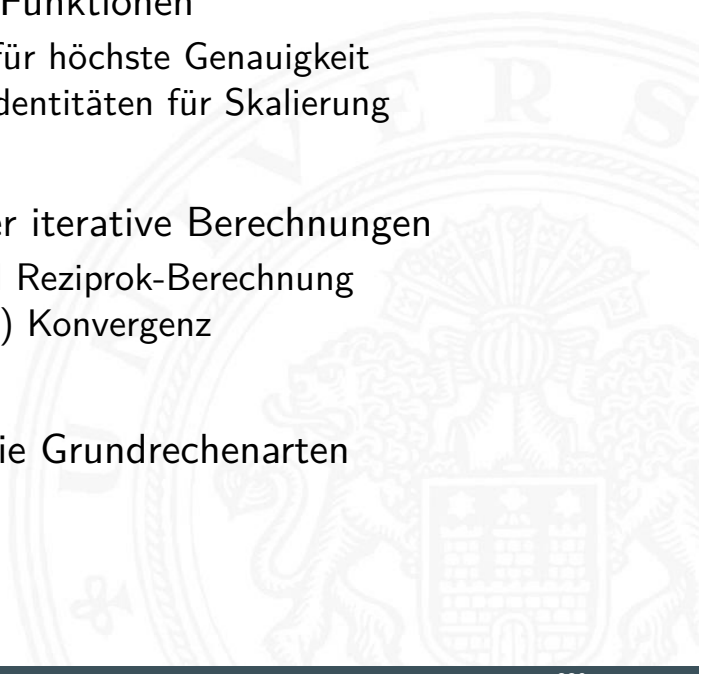 Funktionen
für höchste Genauigkeit
dentitäten für Skalierung
er iterative Berechnungen
Reziprok-Berechnung
) Konvergenz
ie Grundrechenarten
U N I V E R S